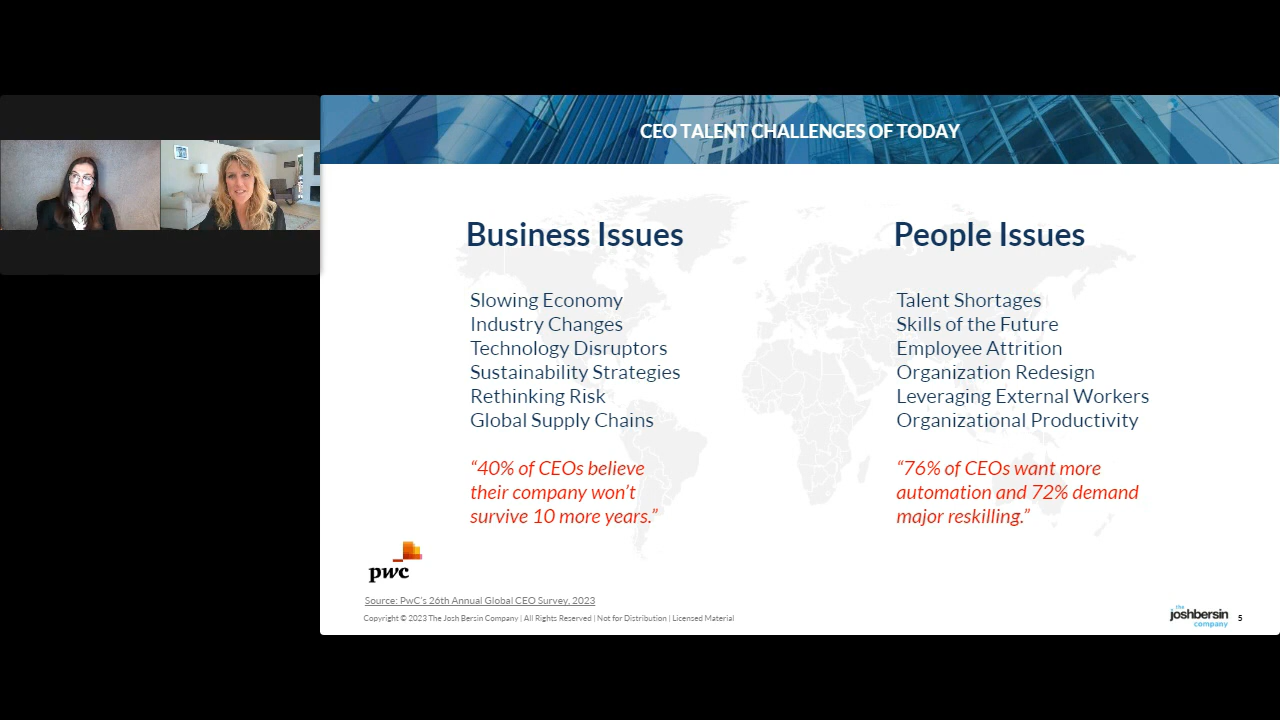 CEO TALENT CHALLENGES OF TODAY
Business Issues
Slowing Economy
Industry Changes
Technology Disruptors
Sustainability Strategies
Rethinking Risk
Global Supply Chains
“40% of CEOs believe
their company won’t
survive 10 more years.”
People Issues
Talent Shortages
Skills of the Future
Employee Attrition
Organization Redesign
Leveraging External Workers
Organizational Productivity
“76% of CEOs want more
automation and 72% demand
major reskilling.”
pwc
Source: PwC's 26th Annual Global CEO Survey, 2023
Copyright © 2023 The Josh Bersin Company | All Rights Reserved | Not for Distribution | Licensed Material
the
joshbersin
company
5